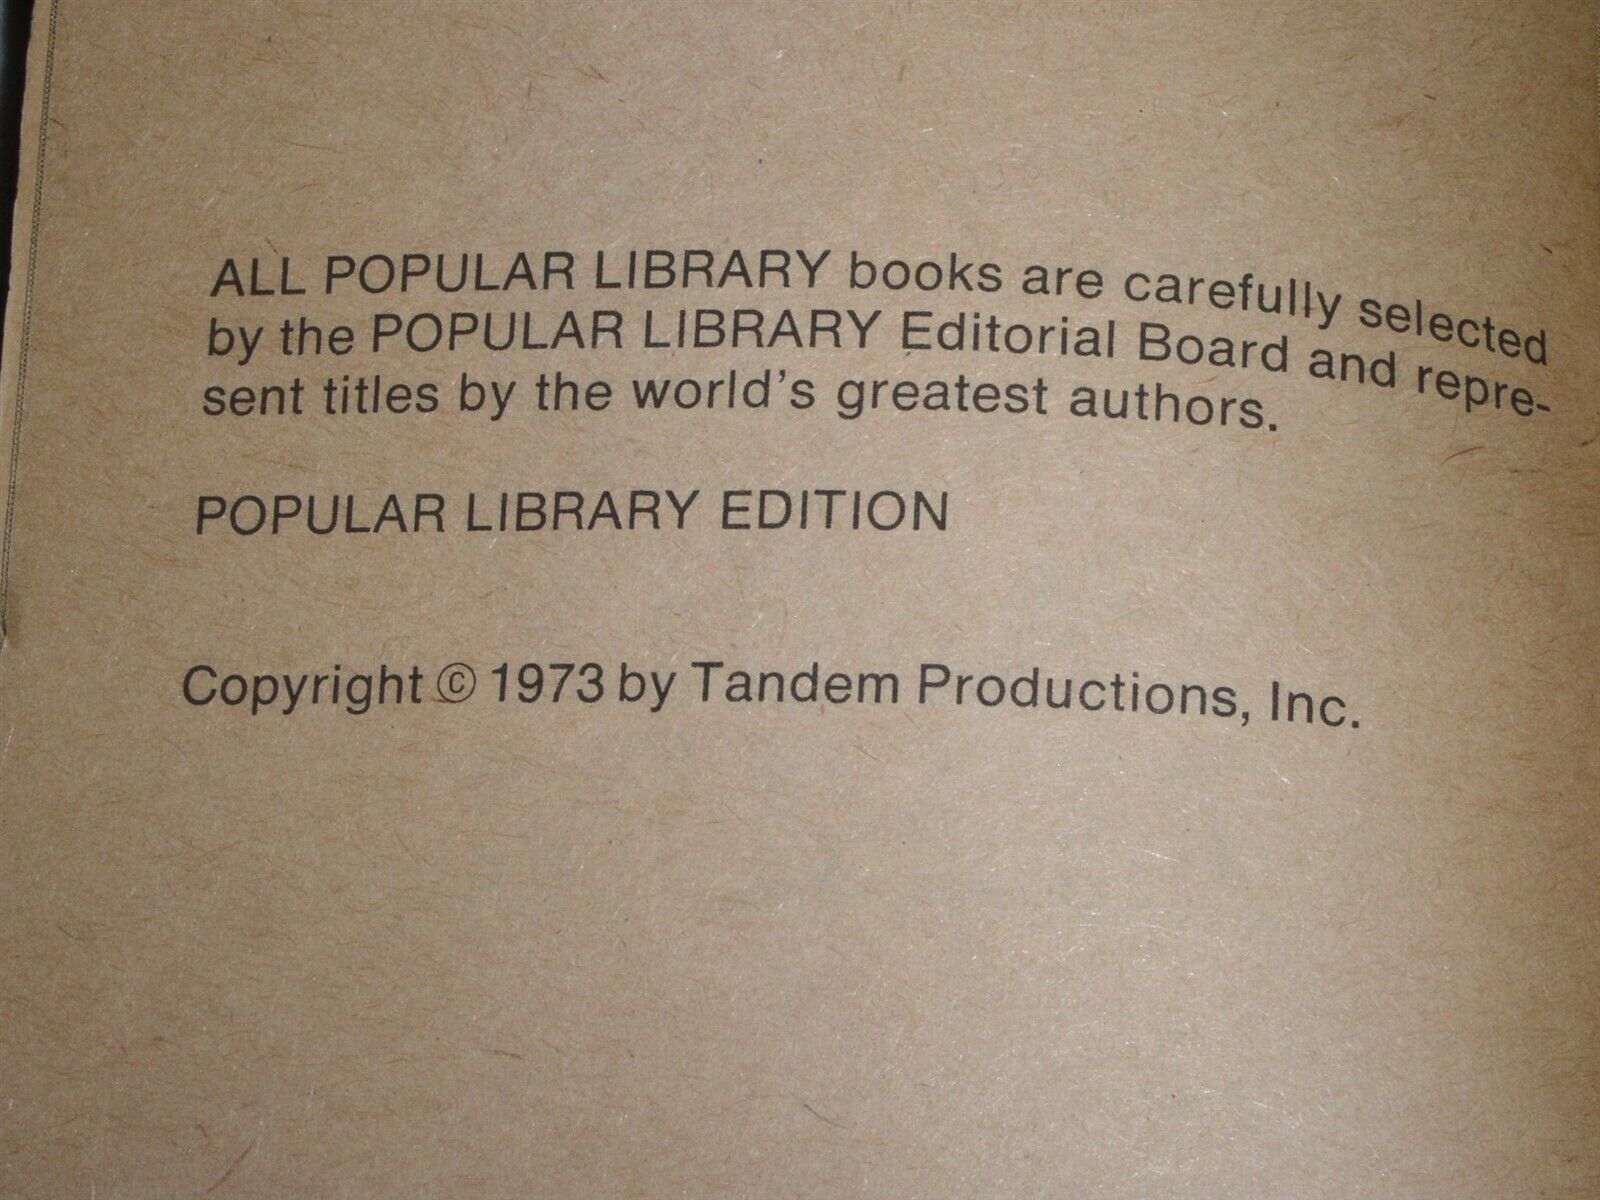 ALL POPULAR LIBRARY books are carefully selected
by the POPULAR LIBRARY Editorial Board and repre-
sent titles by the world's greatest authors.
POPULAR LIBRARY EDITION
Copyright © 1973 by Tandem Productions, Inc.